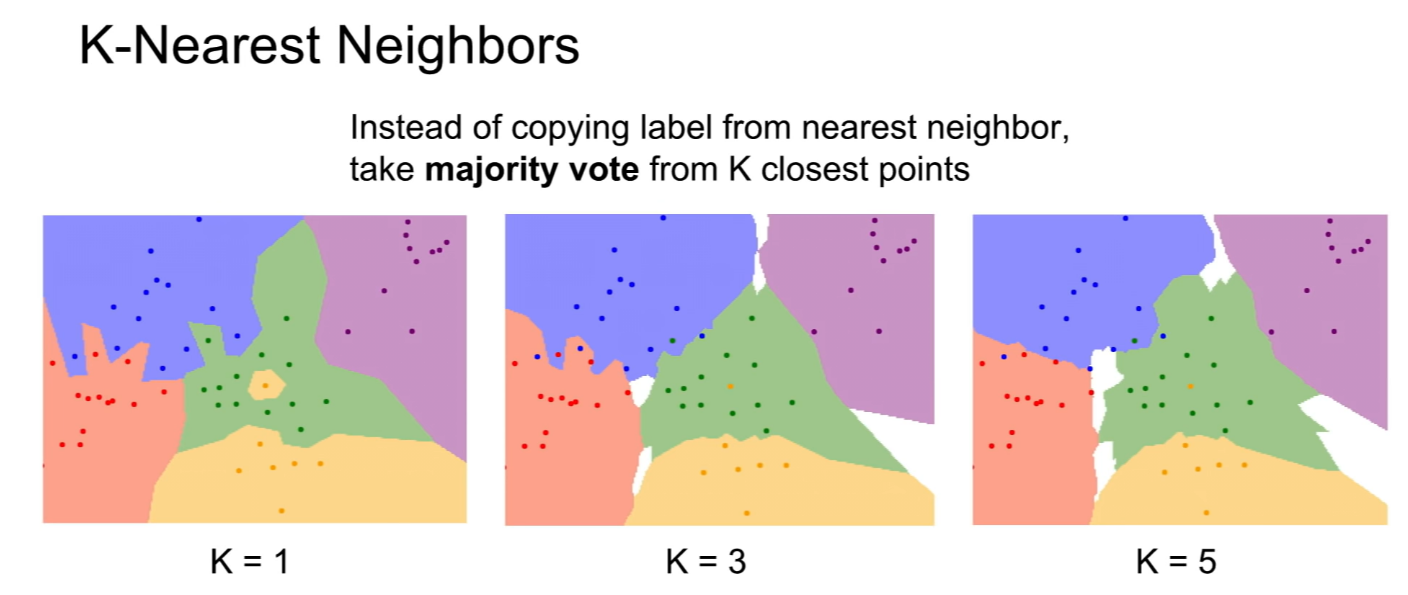 K-Nearest Neighbors
Instead of copying label from nearest neighbor,
take majority vote from K closest points
K = 1
K = 3
K = 5